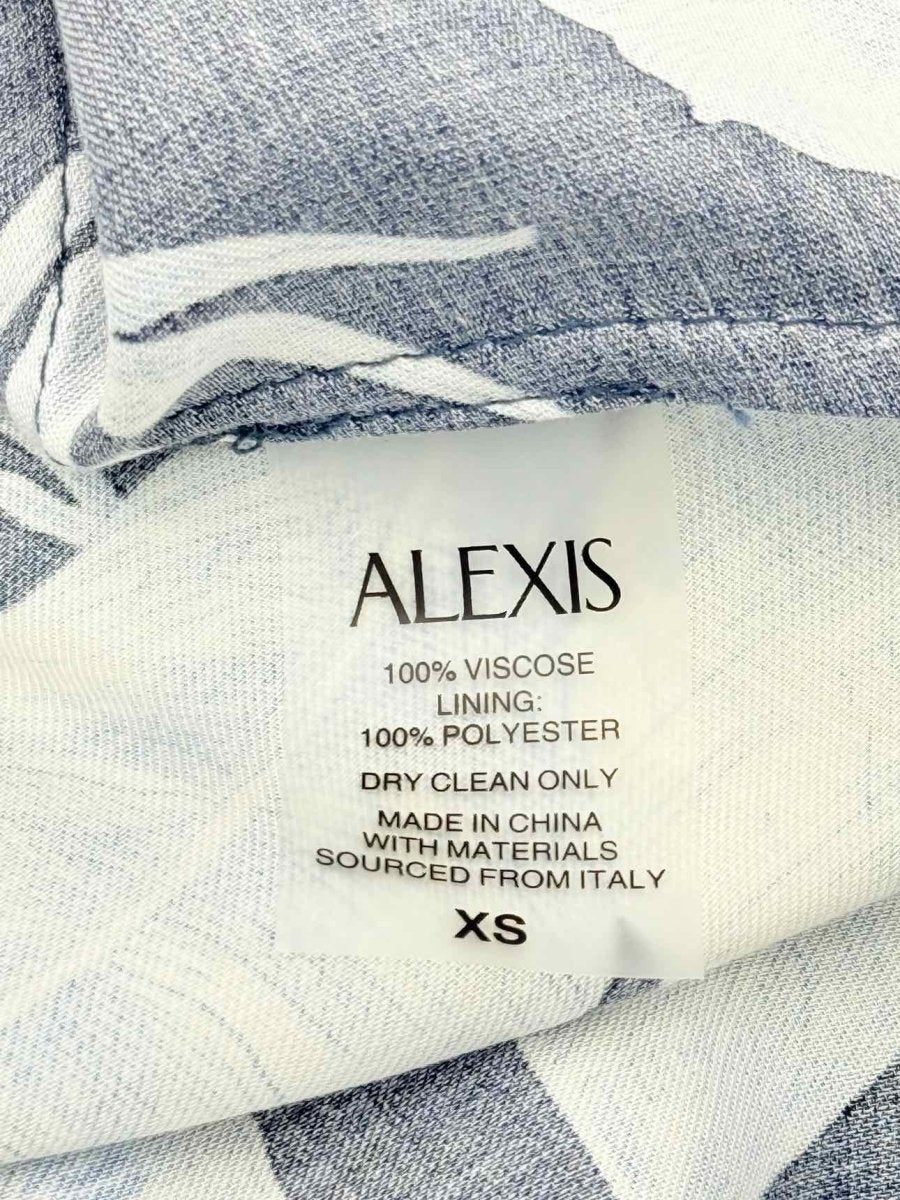 ALEXIS
100% VISCOSE
LINING:
100% POLYESTER
DRY CLEAN ONLY
MADE IN CHINA
WITH MATERIALS
SOURCED FROM ITALY
XS